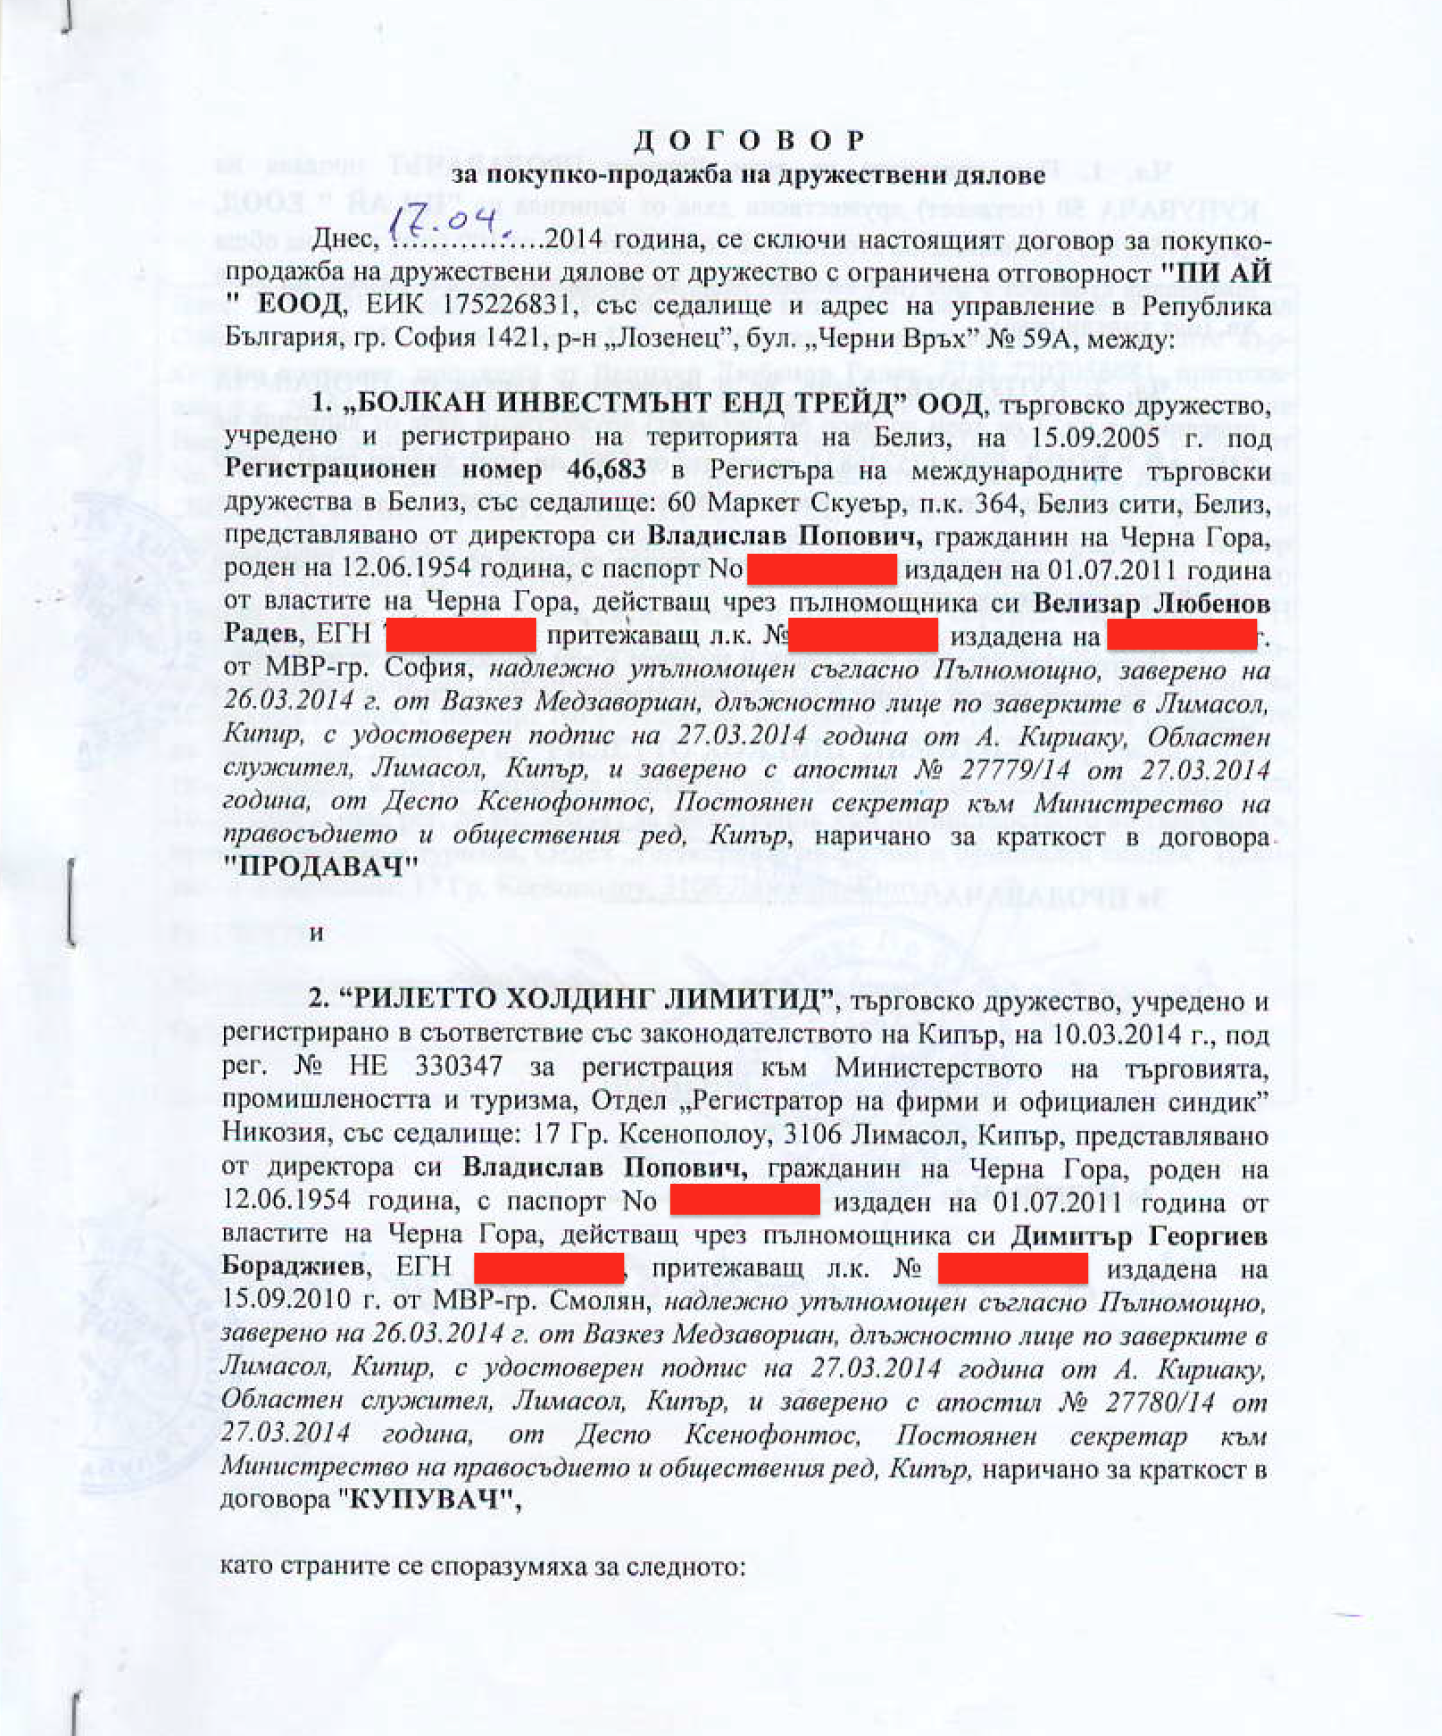 Д О Г О В О Р
за покупко-продажба на дружествени дялове
Днес, 17.04. 2014 година, се сключи настоящият договор за покупко-
продажба на дружествени дялове от дружество с ограничена отговорност "ПИ АЙ
" ЕООД, ЕИК 175226831, със седалище и адрес на управление в Република
България, гр. София 1421, р-н „Лозенец”, бул. „Черни Връх” № 59А, между:
1. „БОЛКАН ИНВЕСТМЪНТ ЕНД ТРЕЙД” ООД, търговско дружество,
учредено и регистрирано на територията на Белиз, на 15.09.2005 г. под
Регистрационен номер 46,683 в Регистъра на международните търговски
дружества в Белиз, със седалище: 60 Маркет Скуеър, п.к. 364, Белиз сити, Белиз,
представлявано от директора си Владислав Попович, гражданин на Черна Гора,
роден на 12.06.1954 година, с паспорт No издаден на 01.07.2011 година
от властите на Черна Гора, действащ чрез пълномощника си Велизар Любенов
Радев, ЕГН притежаващ л.к. № издадена на г.
от МВР-гр. София, надлежно упълномощен съгласно Пълномощно, заверено на
26.03.2014 г. от Вазкез Медзавориан, длъжностно лице по заверките в Лимасол,
Кипир, с удостоверен подпис на 27.03.2014 година от А. Кириаку, Областен
служител, Лимасол, Кипър, и заверено с апостил № 27779/14 от 27.03.2014
година, от Деспо Ксенофонтос, Постоянен секретар към Министрество на
правосъдието и обществения ред, Кипър, наричано за краткост в договора
"ПРОДАВАЧ"
и
2. “РИЛЕТТО ХОЛДИНГ ЛИМИТИД”, търговско дружество, учредено и
регистрирано в съответствие със законодателството на Кипър, на 10.03.2014 г., под
рег. № НЕ 330347 за регистрация към Министерството на търговията,
промишлеността и туризма, Отдел „Регистратор на фирми и официален синдик”
Никозия, със седалище: 17 Гр. Ксенополоу, 3106 Лимасол, Кипър, представлявано
от директора си Владислав Попович, гражданин на Черна Гора, роден на
12.06.1954 година, с паспорт No издаден на 01.07.2011 година от
властите на Черна Гора, действащ чрез пълномощника си Димитър Георгиев
Бораджиев, ЕГН , притежаващ л.к. № издадена на
15.09.2010 г. от МВР-гр. Смолян, надлежно упълномощен съгласно Пълномощно,
заверено на 26.03.2014 г. от Вазкез Медзавориан, длъжностно лице по заверките в
Лимасол, Кипир, с удостоверен подпис на 27.03.2014 година от А. Кириаку,
Областен служител, Лимасол, Кипър, и заверено с апостил № 27780/14 от
27.03.2014 година, от Деспо Ксенофонтос, Постоянен секретар към
Министрество на правосъдието и обществения ред, Кипър, наричано за краткост в
договора "КУПУВАЧ",
като страните се споразумяха за следното: